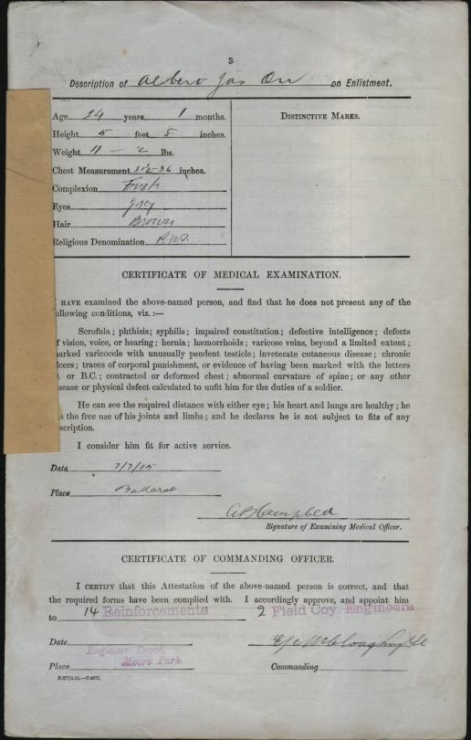 3
Description of Albert Jas Orr on Enlistment.
Age 24 years 1 months.
Height 5 feet 5 inches.
Weight 11 – 2 lbs.
Chest Measurement inches.
Complexion Fresh
Eyes Grey
Hair Brown
Religious Denomination
DISTINCTIVE MARKS.
CERTIFICATE OF MEDICAL EXAMINATION.
HAVE examined the above-named person, and find that he does not present any of the
ollowing conditions, viz.:—
Scrofula; phthisis; syphilis; impaired constitution; defective intelligence; defects
f vision, voice, or hearing; hernia; hæmorrhoids; varicose veins, beyond a limited extent;
arked varicocele with unusually pendent testicle; inveterate cutaneous disease; chronic
cers; traces of corporal punishment, or evidence of having been marked with the letters
. or B.C.; contracted or deformed chest; abnormal curvature of spine; or any other
sease or physical defect calculated to unfit him for the duties of a soldier.
He can see the required distance with either eye; his heart and lungs are healthy; he
s the free use of his joints and limbs; and he declares he is not subject to fits of any
scription.
I consider him fit for active service.
Date 7/7/15
Place
Campbell
Signature of Examining Medical Officer.
CERTIFICATE OF COMMANDING OFFICER.
I CERTIFY that this Attestation of the above-named person is correct, and that
the required forms have been complied with. I accordingly approve, and appoint him
to 14 Reinforcements 2 Field Coy. Engineers
Date
Engineer Depot,
Place Moore Park
Commanding